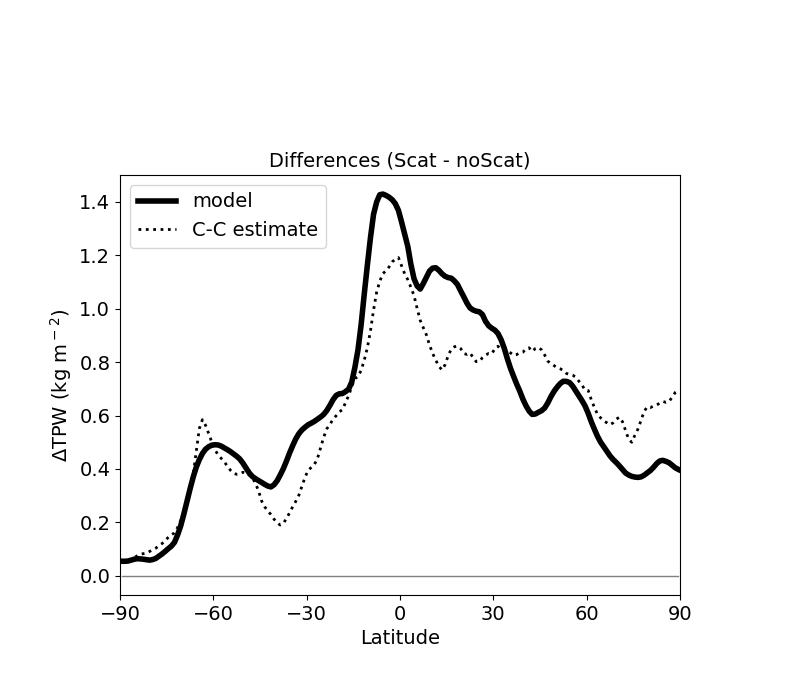 Differences (Scat - noScat)
model
C-C estimate
1.4
1.2
1.0
0.8
0.6
0.4
0.2
0.0
ΔTPW (kg m⁻²)
−90 −60 −30 0 30 60 90
Latitude